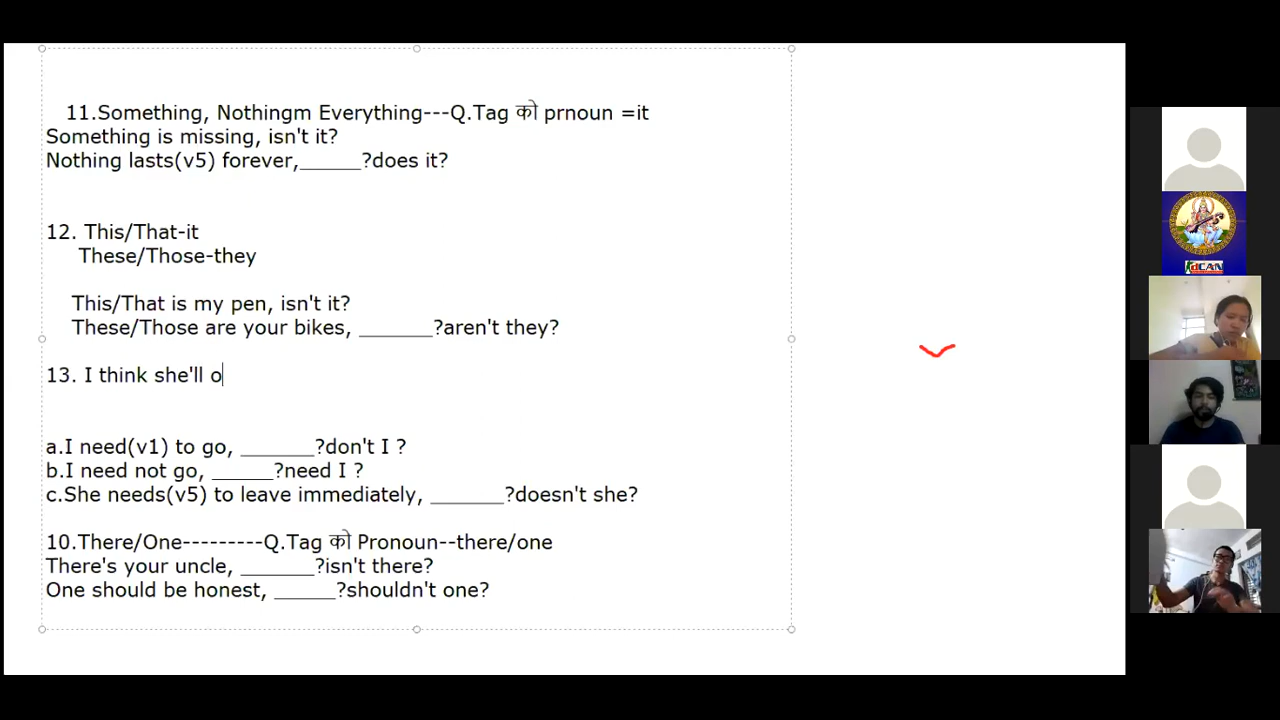 11.Something, Nothingm Everything---Q.Tag को prnoun =it
Something is missing, isn't it?
Nothing lasts(v5) forever,______?does it?
12. This/That-it
These/Those-they
This/That is my pen, isn't it?
These/Those are your bikes, _______?aren't they?
13. I think she'll o
a.I need(v1) to go, _______?don't I ?
b.I need not go, ______?need I ?
c.She needs(v5) to leave immediately, _______?doesn't she?
10.There/One---------Q.Tag को Pronoun--there/one
There's your uncle, _______?isn't there?
One should be honest, ______?shouldn't one?